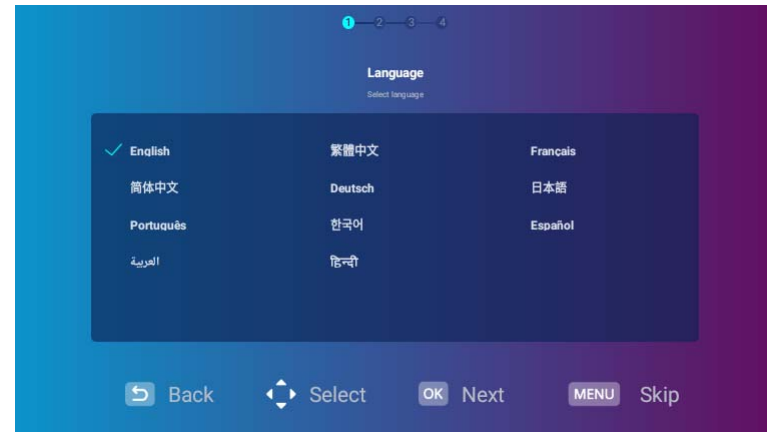 1 2 3 4
Language
Select language
English 繁體中文 Français
简体中文 Deutsch 日本語
Português 한국어 Español
العربية हिन्दी
Back Select OK Next MENU Skip